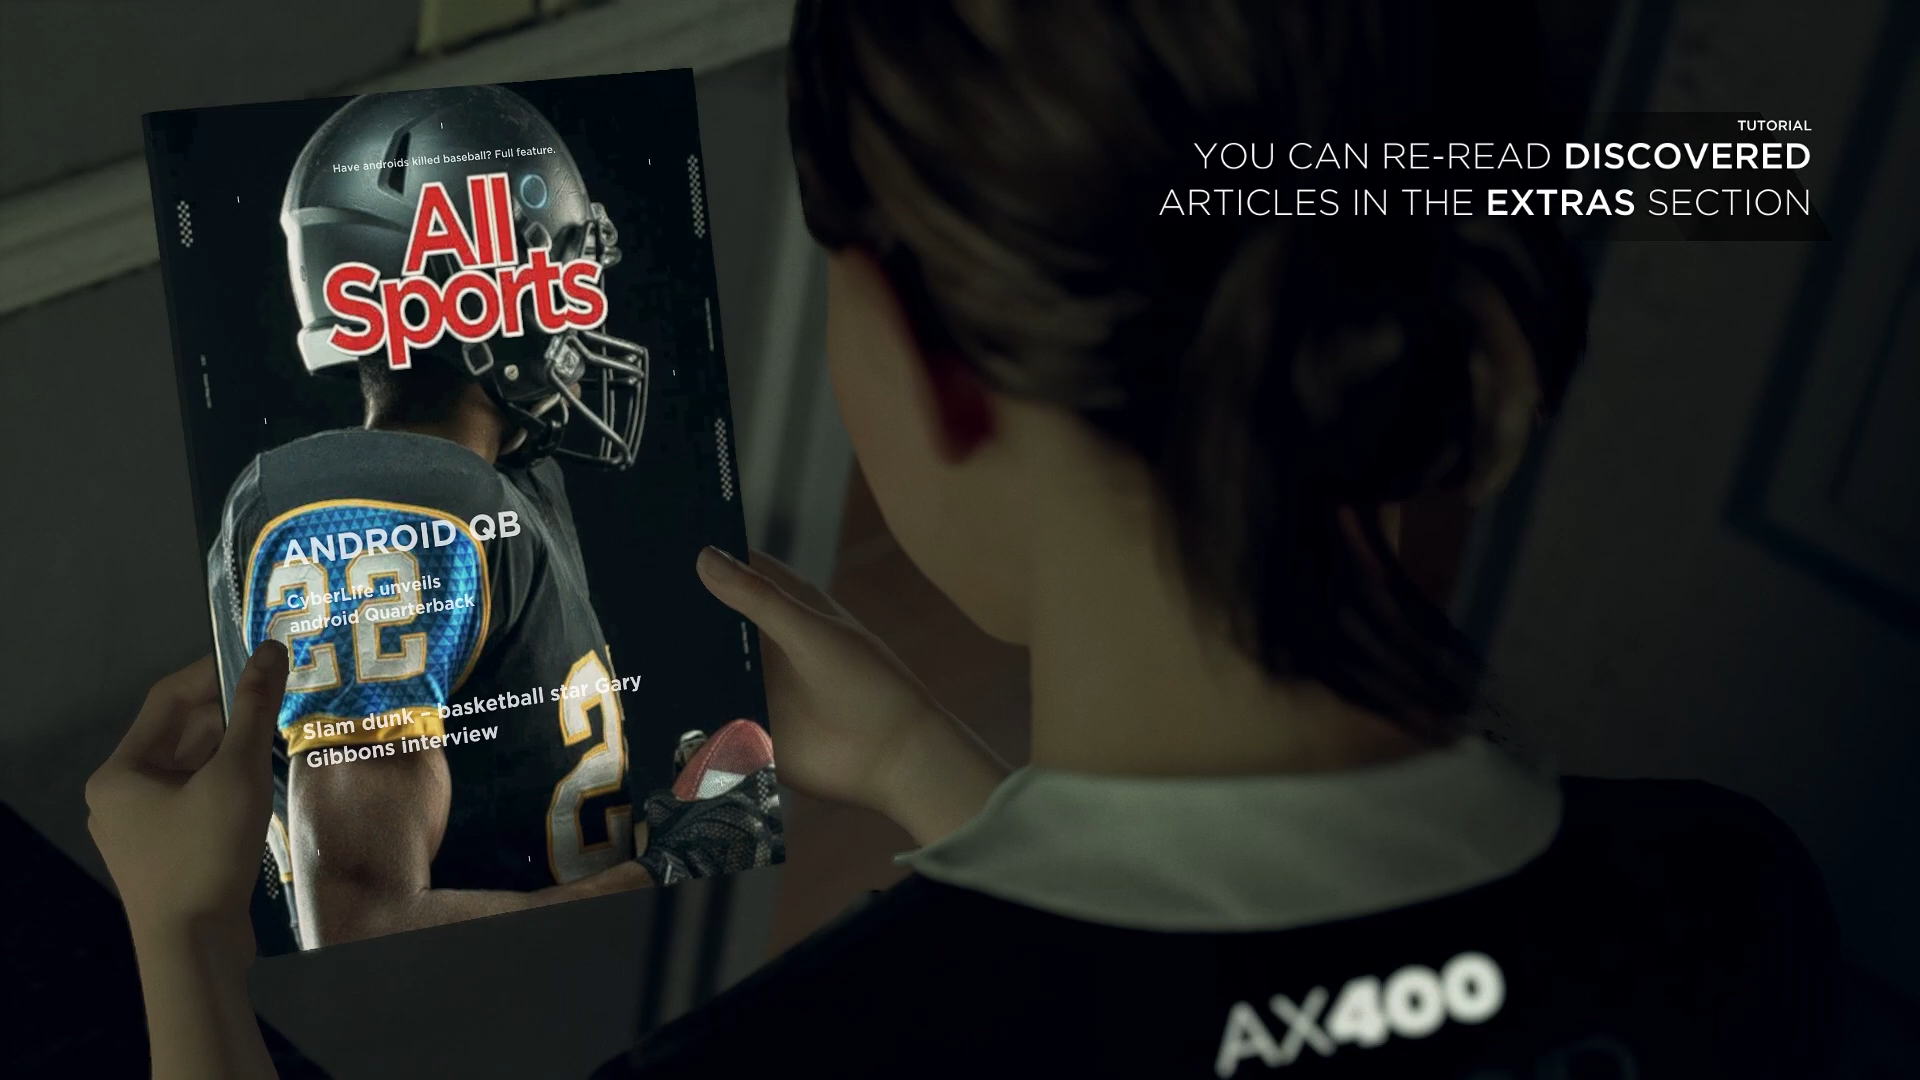 TUTORIAL
YOU CAN RE-READ DISCOVERED
ARTICLES IN THE EXTRAS SECTION
Have androids killed baseball? Full feature.
All
Sports
ANDROID QB
CyberLife unveils
android Quarterback
22
Slam dunk – basketball star Gary
Gibbons interview
2
AX400